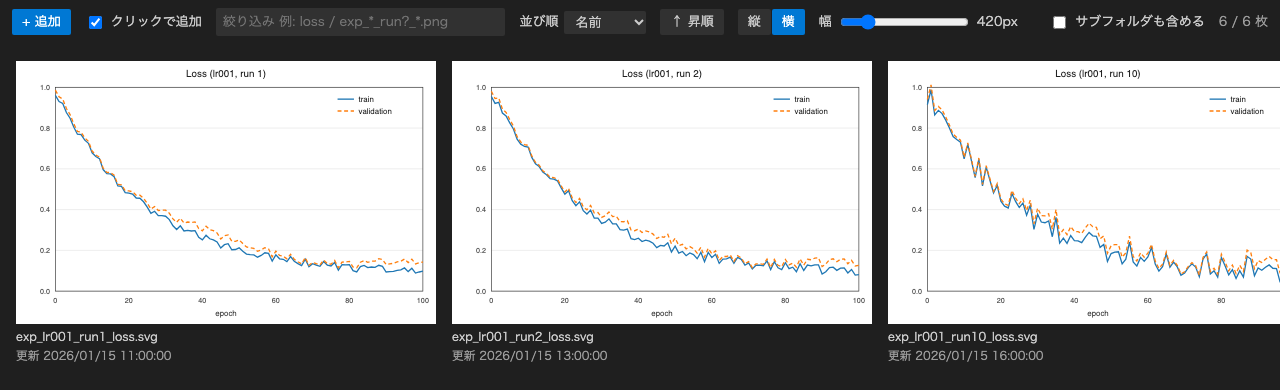 + 追加 クリックで追加 絞り込み 例: loss / exp_*_run?_*.png 並び順 名前 ↑ 昇順 縦 横 幅 420px サブフォルダも含める 6 / 6 枚
Loss (lr001, run 1)
train
validation
1.0
0.8
0.6
0.4
0.2
0.0
0 20 40 60 80 100
epoch
exp_lr001_run1_loss.svg
更新 2026/01/15 11:00:00
Loss (lr001, run 2)
train
validation
1.0
0.8
0.6
0.4
0.2
0.0
0 20 40 60 80 100
epoch
exp_lr001_run2_loss.svg
更新 2026/01/15 13:00:00
Loss (lr001, run 10)
train
validation
1.0
0.8
0.6
0.4
0.2
0.0
0 20 40 60 80
epoch
exp_lr001_run10_loss.svg
更新 2026/01/15 16:00:00